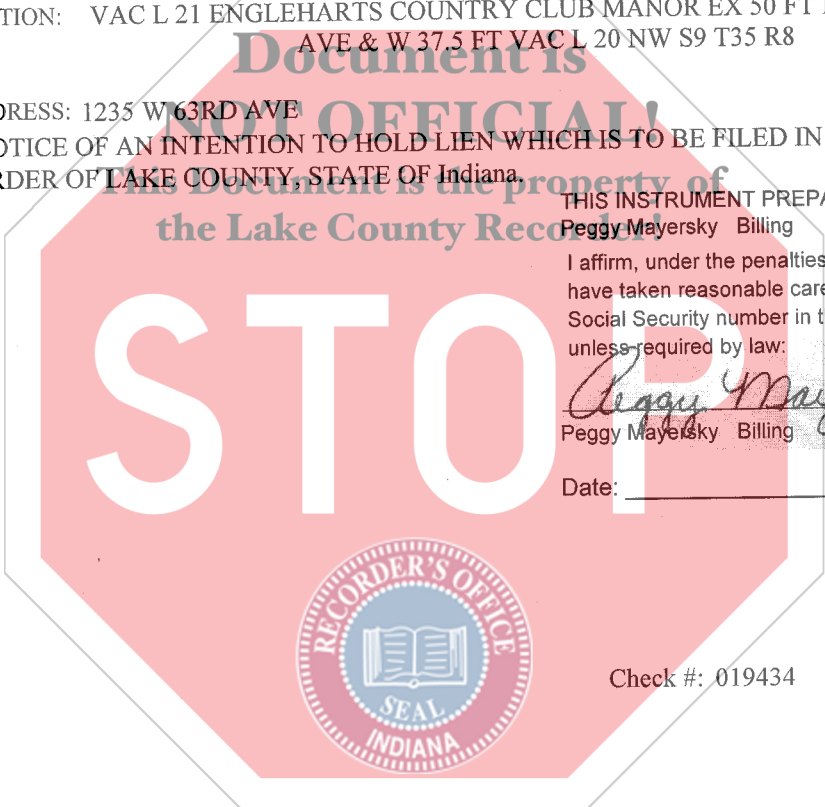 TION: VAC L 21 ENGLEHARTS COUNTRY CLUB MANOR EX 50 FT
AVE & W 37.5 FT VAC L 20 NW S9 T35 R8
Document is
DRESS: 1235 W 63RD AVE
NOT OFFICIAL!
OTICE OF AN INTENTION TO HOLD LIEN WHICH IS TO BE FILED IN
RDER OF LAKE COUNTY, STATE OF Indiana.
This Document is the property of
the Lake County Recorder!
THIS INSTRUMENT PREPA
Peggy Mayersky Billing
I affirm, under the penalties
have taken reasonable care
Social Security number in t
unless required by law:
STOP
Peggy May
Peggy Mayersky Billing
Date:
RECORDER'S OFFICE
SEAL
INDIANA
Check #: 019434